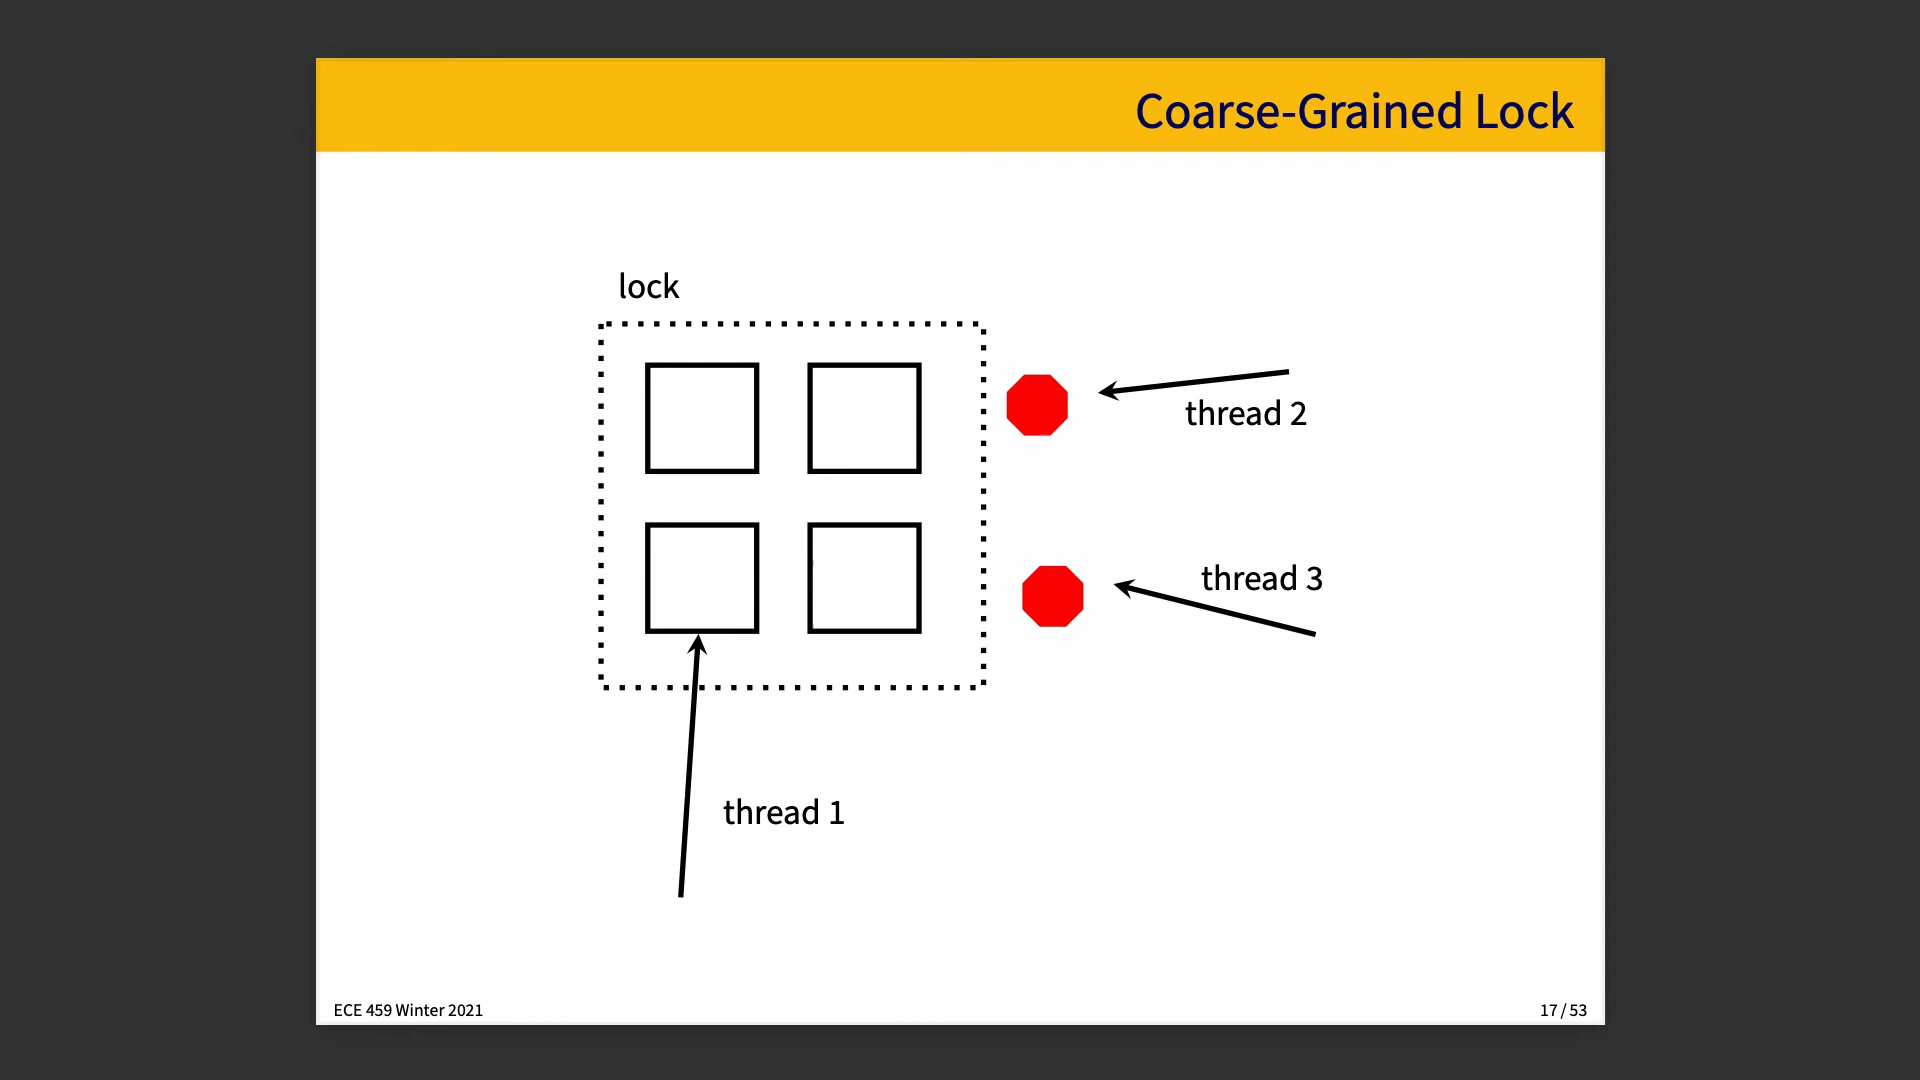 Coarse-Grained Lock
lock
thread 2
thread 3
thread 1
ECE 459 Winter 2021
17 / 53